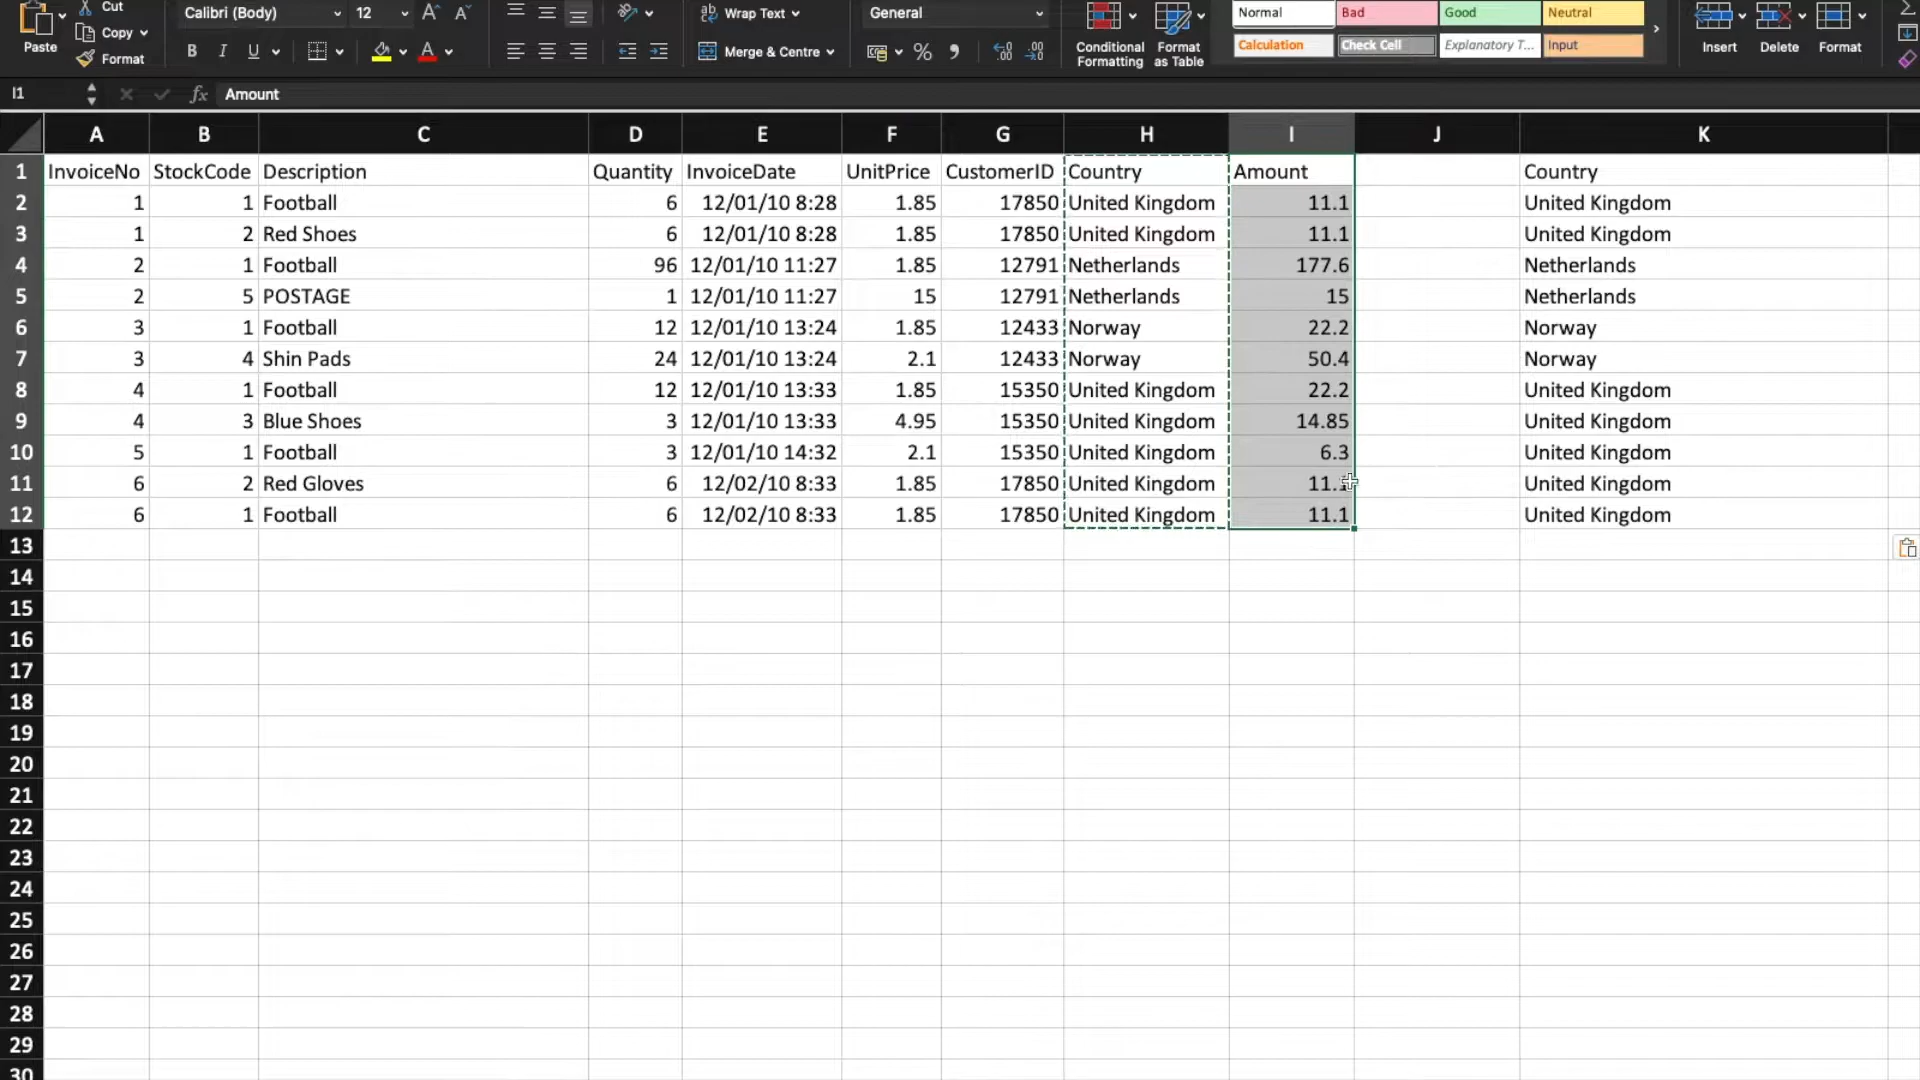 Cut
Calibri (Body) 12 Wrap Text General Normal Bad Good Neutral
Paste Copy Insert Delete Format
Format B I U A Merge & Centre % Conditional Formatting Format as Table Calculation Check Cell Explanatory T... Input
I1 fx Amount
A B C D E F G H I J K
1 InvoiceNo StockCode Description Quantity InvoiceDate UnitPrice CustomerID Country Amount Country
2 1 1 Football 6 12/01/10 8:28 1.85 17850 United Kingdom 11.1 United Kingdom
3 1 2 Red Shoes 6 12/01/10 8:28 1.85 17850 United Kingdom 11.1 United Kingdom
4 2 1 Football 96 12/01/10 11:27 1.85 12791 Netherlands 177.6 Netherlands
5 2 5 POSTAGE 1 12/01/10 11:27 15 12791 Netherlands 15 Netherlands
6 3 1 Football 12 12/01/10 13:24 1.85 12433 Norway 22.2 Norway
7 3 4 Shin Pads 24 12/01/10 13:24 2.1 12433 Norway 50.4 Norway
8 4 1 Football 12 12/01/10 13:33 1.85 15350 United Kingdom 22.2 United Kingdom
9 4 3 Blue Shoes 3 12/01/10 13:33 4.95 15350 United Kingdom 14.85 United Kingdom
10 5 1 Football 3 12/01/10 14:32 2.1 15350 United Kingdom 6.3 United Kingdom
11 6 2 Red Gloves 6 12/02/10 8:33 1.85 17850 United Kingdom 11.1 United Kingdom
12 6 1 Football 6 12/02/10 8:33 1.85 17850 United Kingdom 11.1 United Kingdom
13
14
15
16
17
18
19
20
21
22
23
24
25
26
27
28
29
30